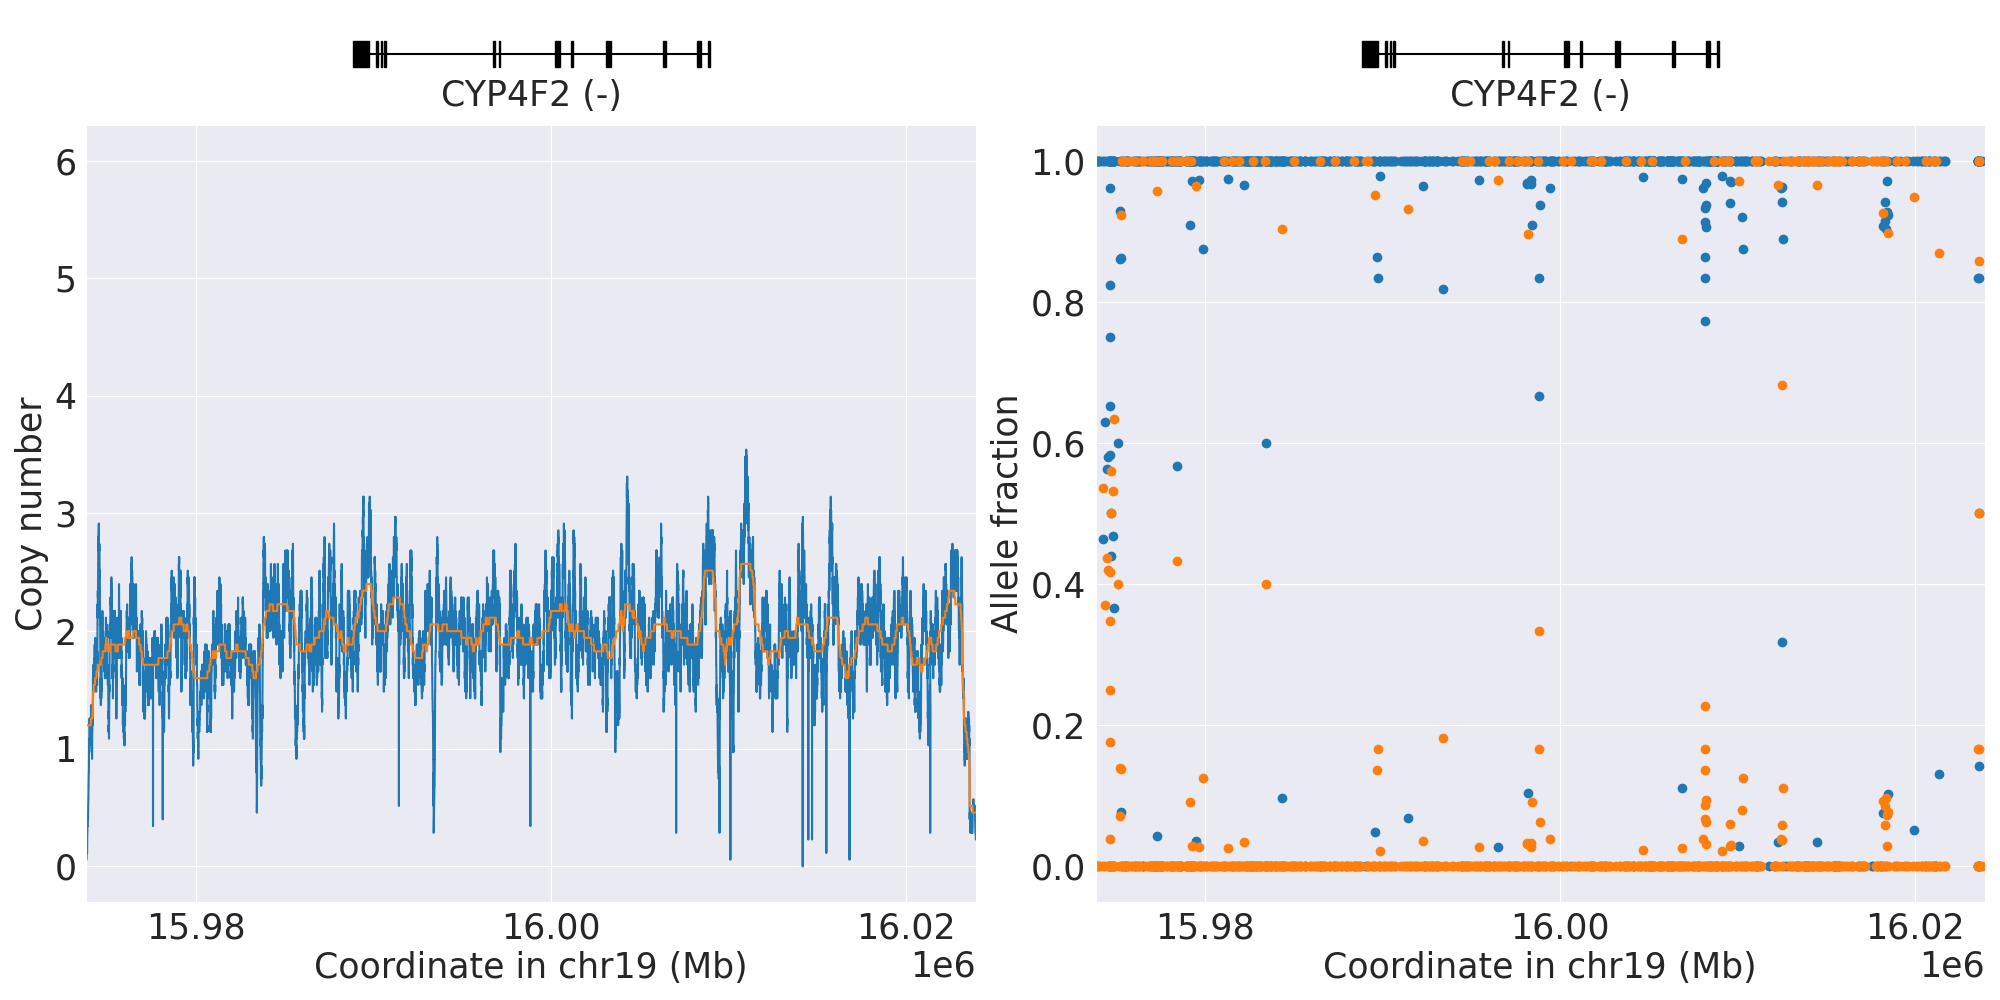 CYP4F2 (-)
6
5
4
3
2
1
0
Copy number
15.98
16.00
16.02
Coordinate in chr19 (Mb)
1e6
CYP4F2 (-)
1.0
0.8
0.6
0.4
0.2
0.0
Allele fraction
15.98
16.00
16.02
Coordinate in chr19 (Mb)
1e6